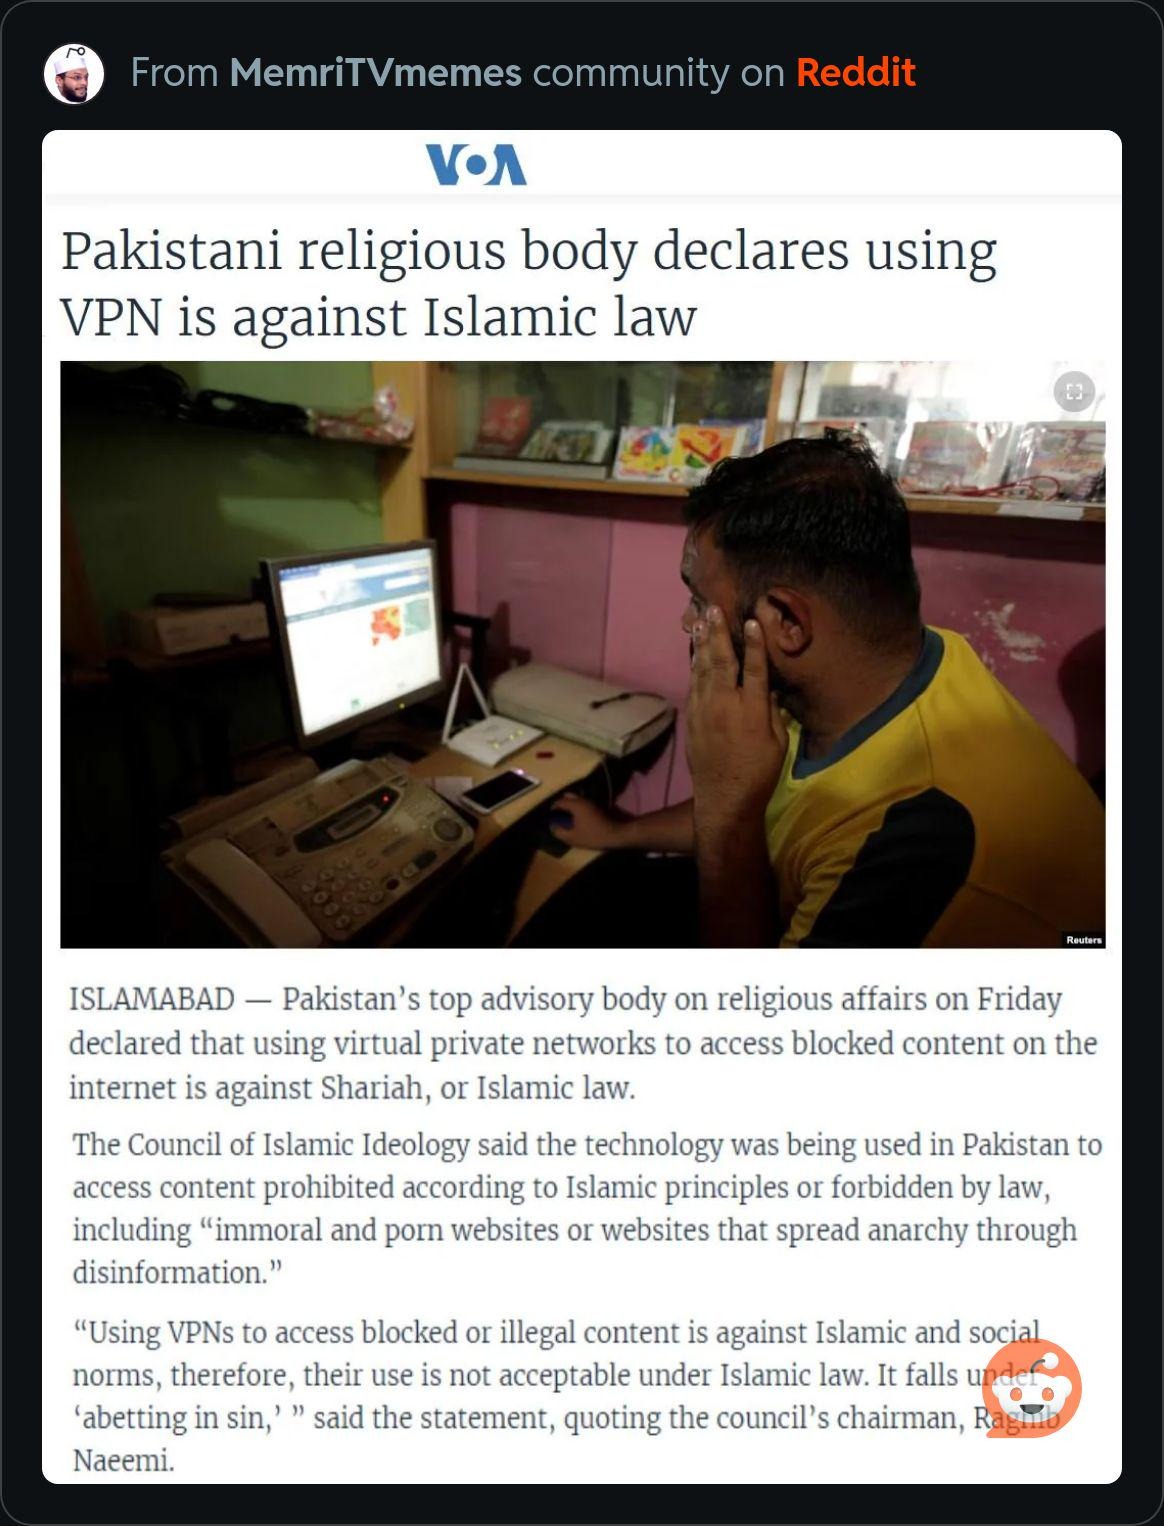 From MemriTVmemes community on Reddit
VOA
Pakistani religious body declares using
VPN is against Islamic law
Reuters
ISLAMABAD — Pakistan’s top advisory body on religious affairs on Friday
declared that using virtual private networks to access blocked content on the
internet is against Shariah, or Islamic law.
The Council of Islamic Ideology said the technology was being used in Pakistan to
access content prohibited according to Islamic principles or forbidden by law,
including “immoral and porn websites or websites that spread anarchy through
disinformation.”
“Using VPNs to access blocked or illegal content is against Islamic and social
norms, therefore, their use is not acceptable under Islamic law. It falls under
‘abetting in sin,’ ” said the statement, quoting the council’s chairman, Raghib
Naeemi.